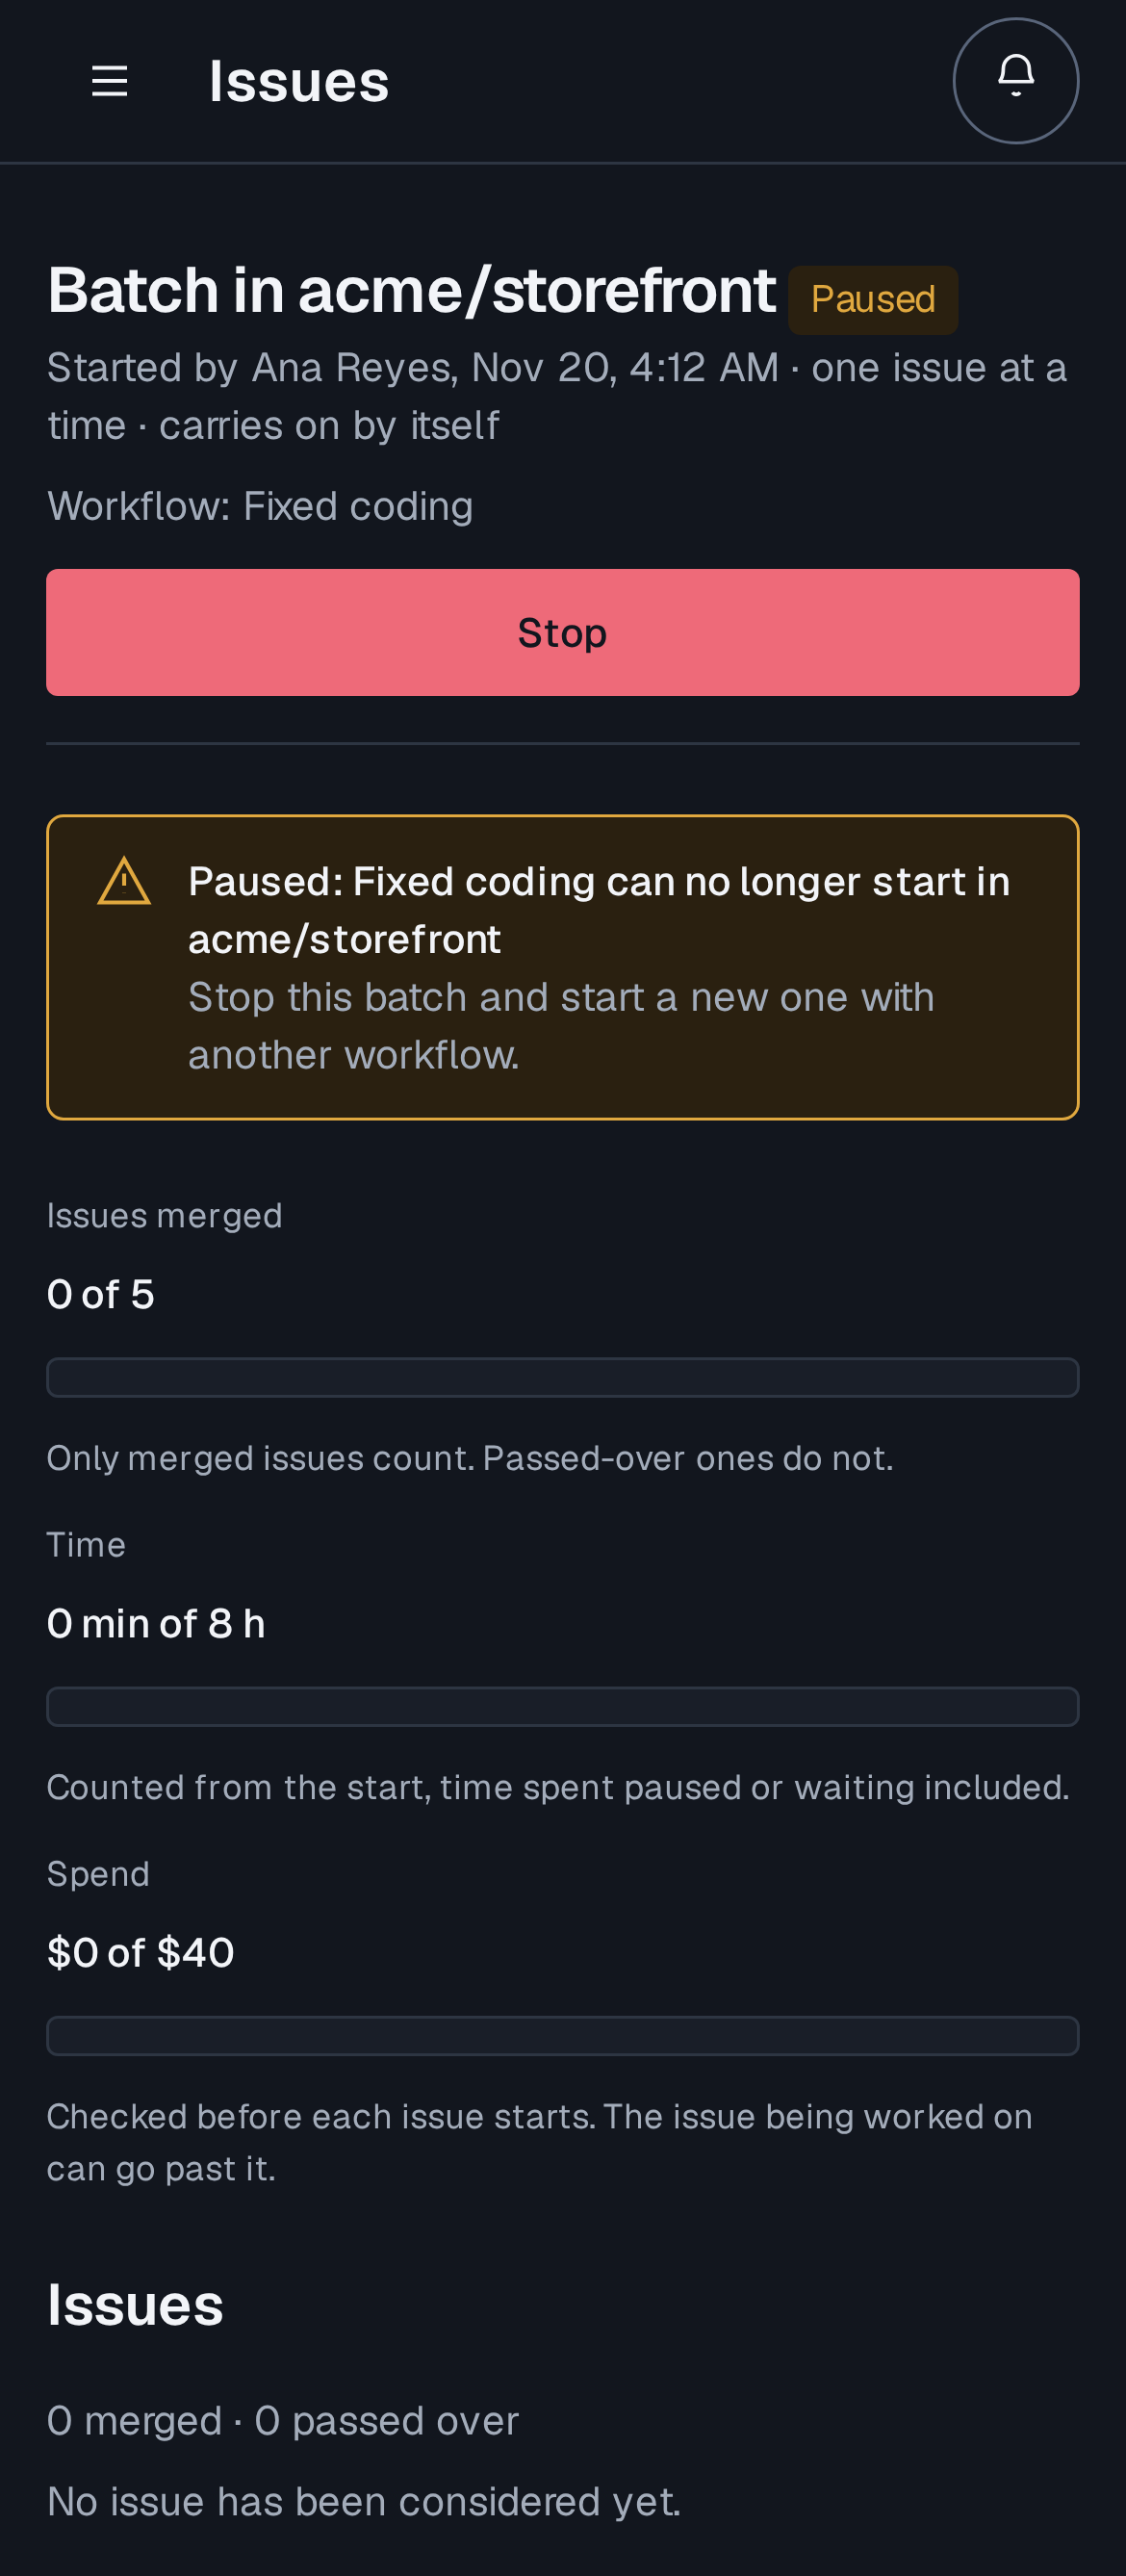 Issues
Batch in acme/storefront Paused
Started by Ana Reyes, Nov 20, 4:12 AM · one issue at a
time · carries on by itself
Workflow: Fixed coding
Stop
Paused: Fixed coding can no longer start in
acme/storefront
Stop this batch and start a new one with
another workflow.
Issues merged
0 of 5
Only merged issues count. Passed-over ones do not.
Time
0 min of 8 h
Counted from the start, time spent paused or waiting included.
Spend
$0 of $40
Checked before each issue starts. The issue being worked on
can go past it.
Issues
0 merged · 0 passed over
No issue has been considered yet.